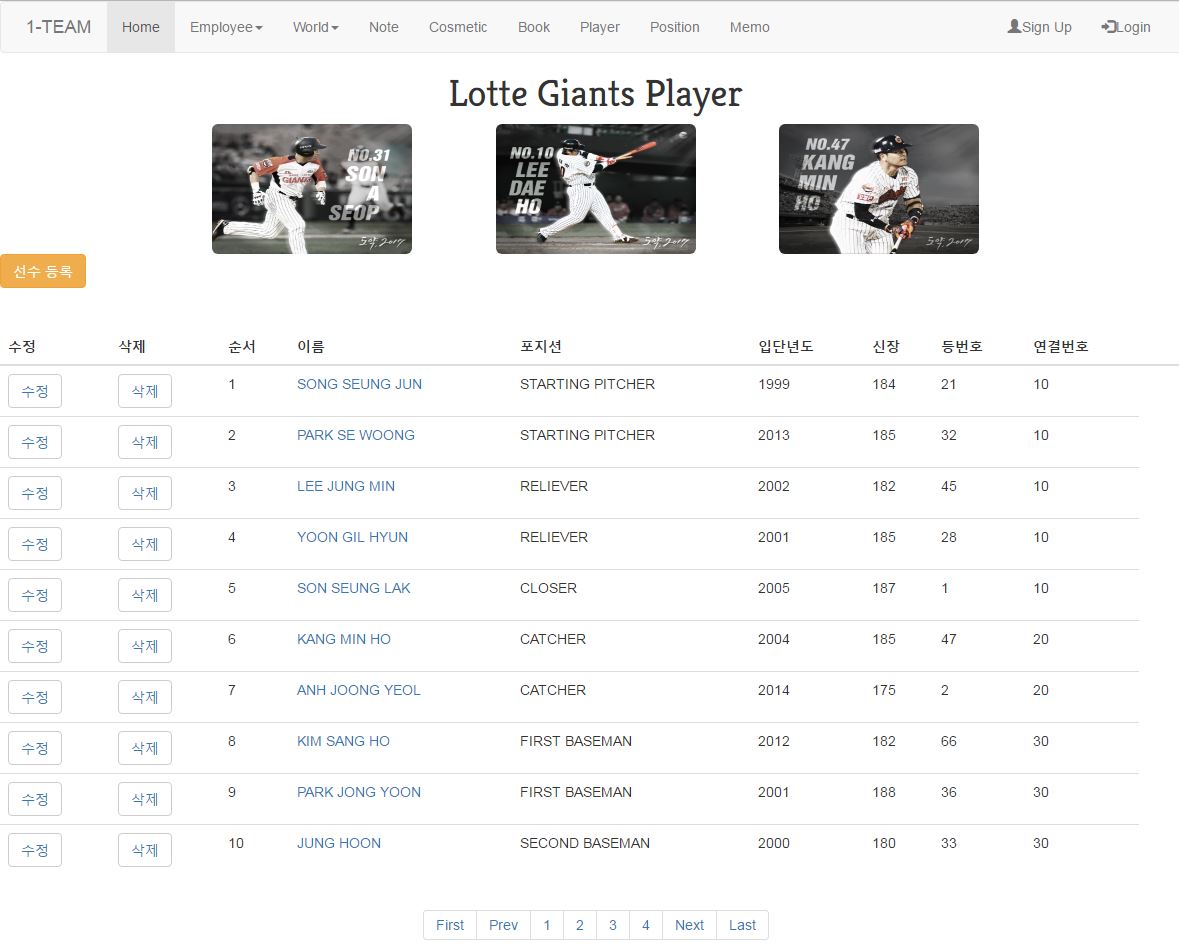 1-TEAM Home Employee World Note Cosmetic Book Player Position Memo Sign Up Login
Lotte Giants Player
NO.31
SON
A
SEOP
5강, 2017
NO.10
LEE
DAE
HO
5강, 2017
NO.47
KANG
MIN
HO
5강, 2017
선수 등록
수정 삭제 순서 이름 포지션 입단년도 신장 등번호 연결번호
수정 삭제 1 SONG SEUNG JUN STARTING PITCHER 1999 184 21 10
수정 삭제 2 PARK SE WOONG STARTING PITCHER 2013 185 32 10
수정 삭제 3 LEE JUNG MIN RELIEVER 2002 182 45 10
수정 삭제 4 YOON GIL HYUN RELIEVER 2001 185 28 10
수정 삭제 5 SON SEUNG LAK CLOSER 2005 187 1 10
수정 삭제 6 KANG MIN HO CATCHER 2004 185 47 20
수정 삭제 7 ANH JOONG YEOL CATCHER 2014 175 2 20
수정 삭제 8 KIM SANG HO FIRST BASEMAN 2012 182 66 30
수정 삭제 9 PARK JONG YOON FIRST BASEMAN 2001 188 36 30
수정 삭제 10 JUNG HOON SECOND BASEMAN 2000 180 33 30
First Prev 1 2 3 4 Next Last